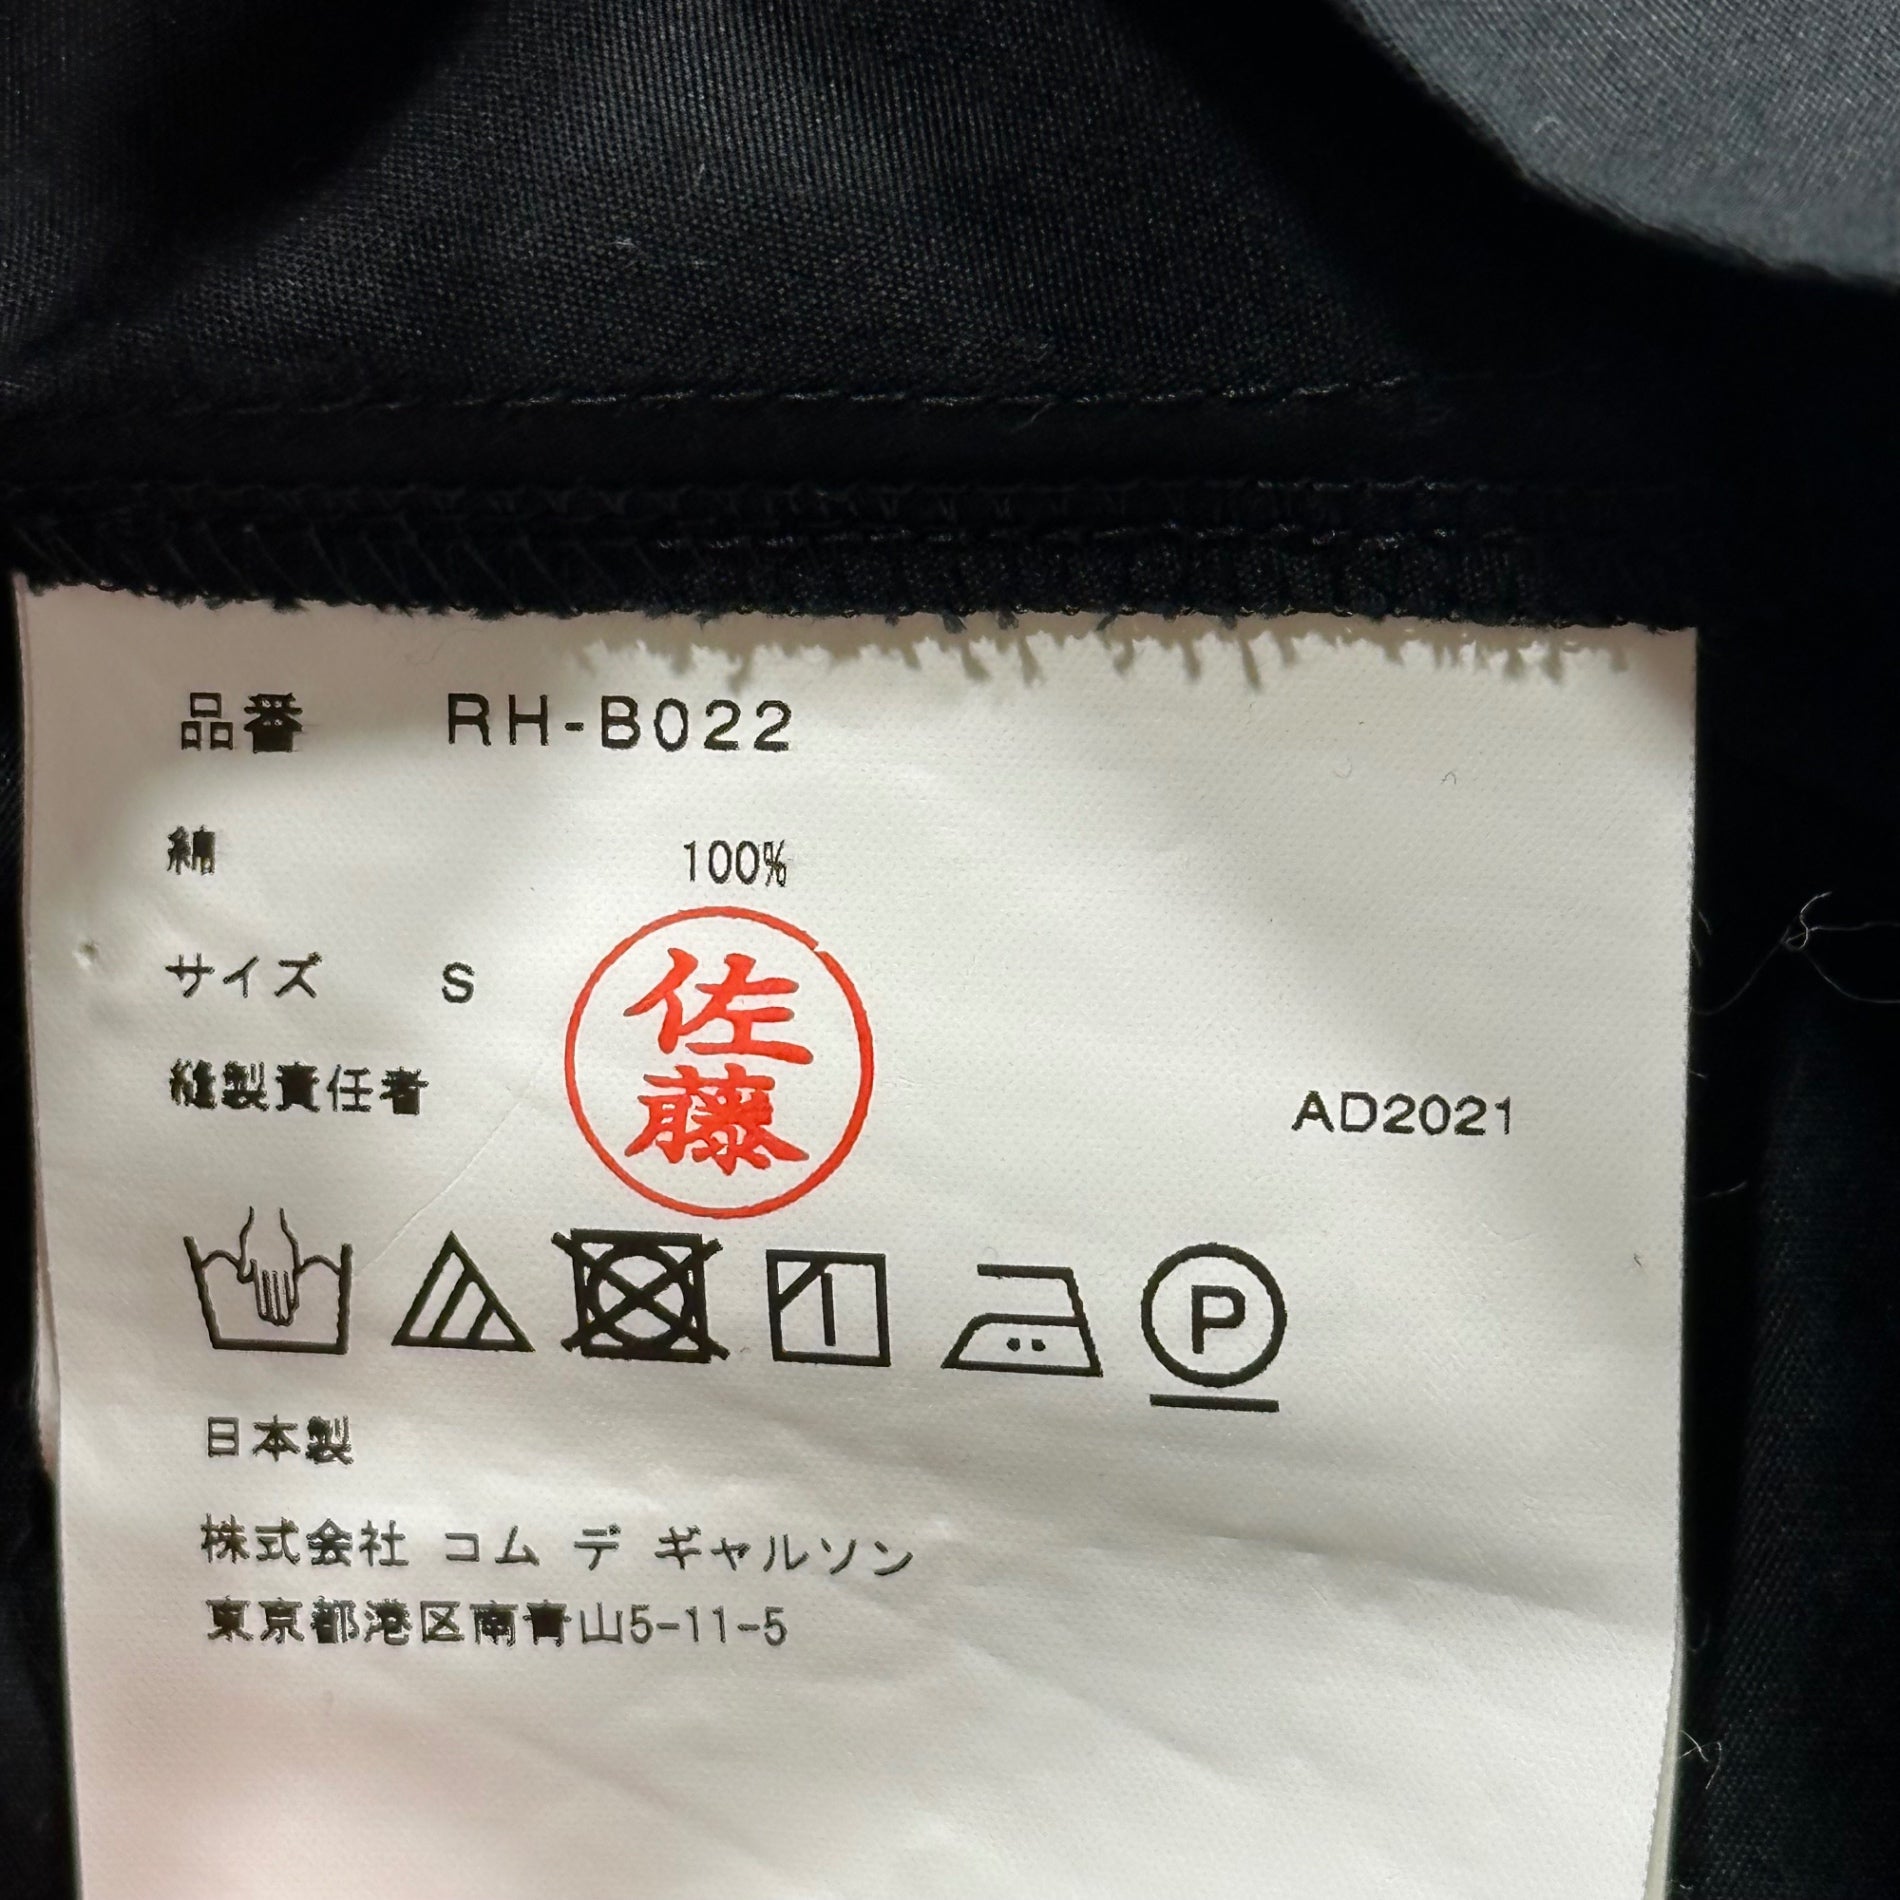 品番 RH-B022
綿 100%
サイズ S
佐藤
縫製責任者 AD2021
P
日本製
株式会社 コム デ ギャルソン
東京都港区南青山5-11-5